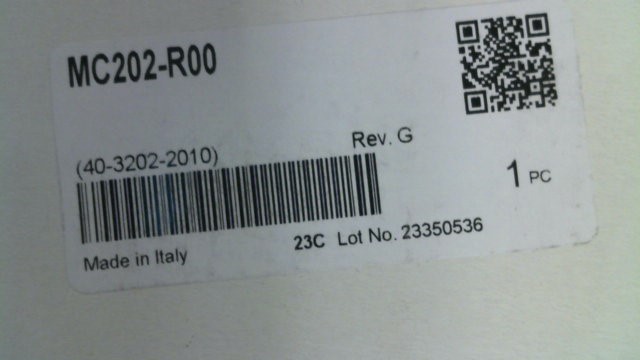 MC202-R00
(40-3202-2010)
Rev. G
1 PC
23C Lot No. 23350536
Made in Italy